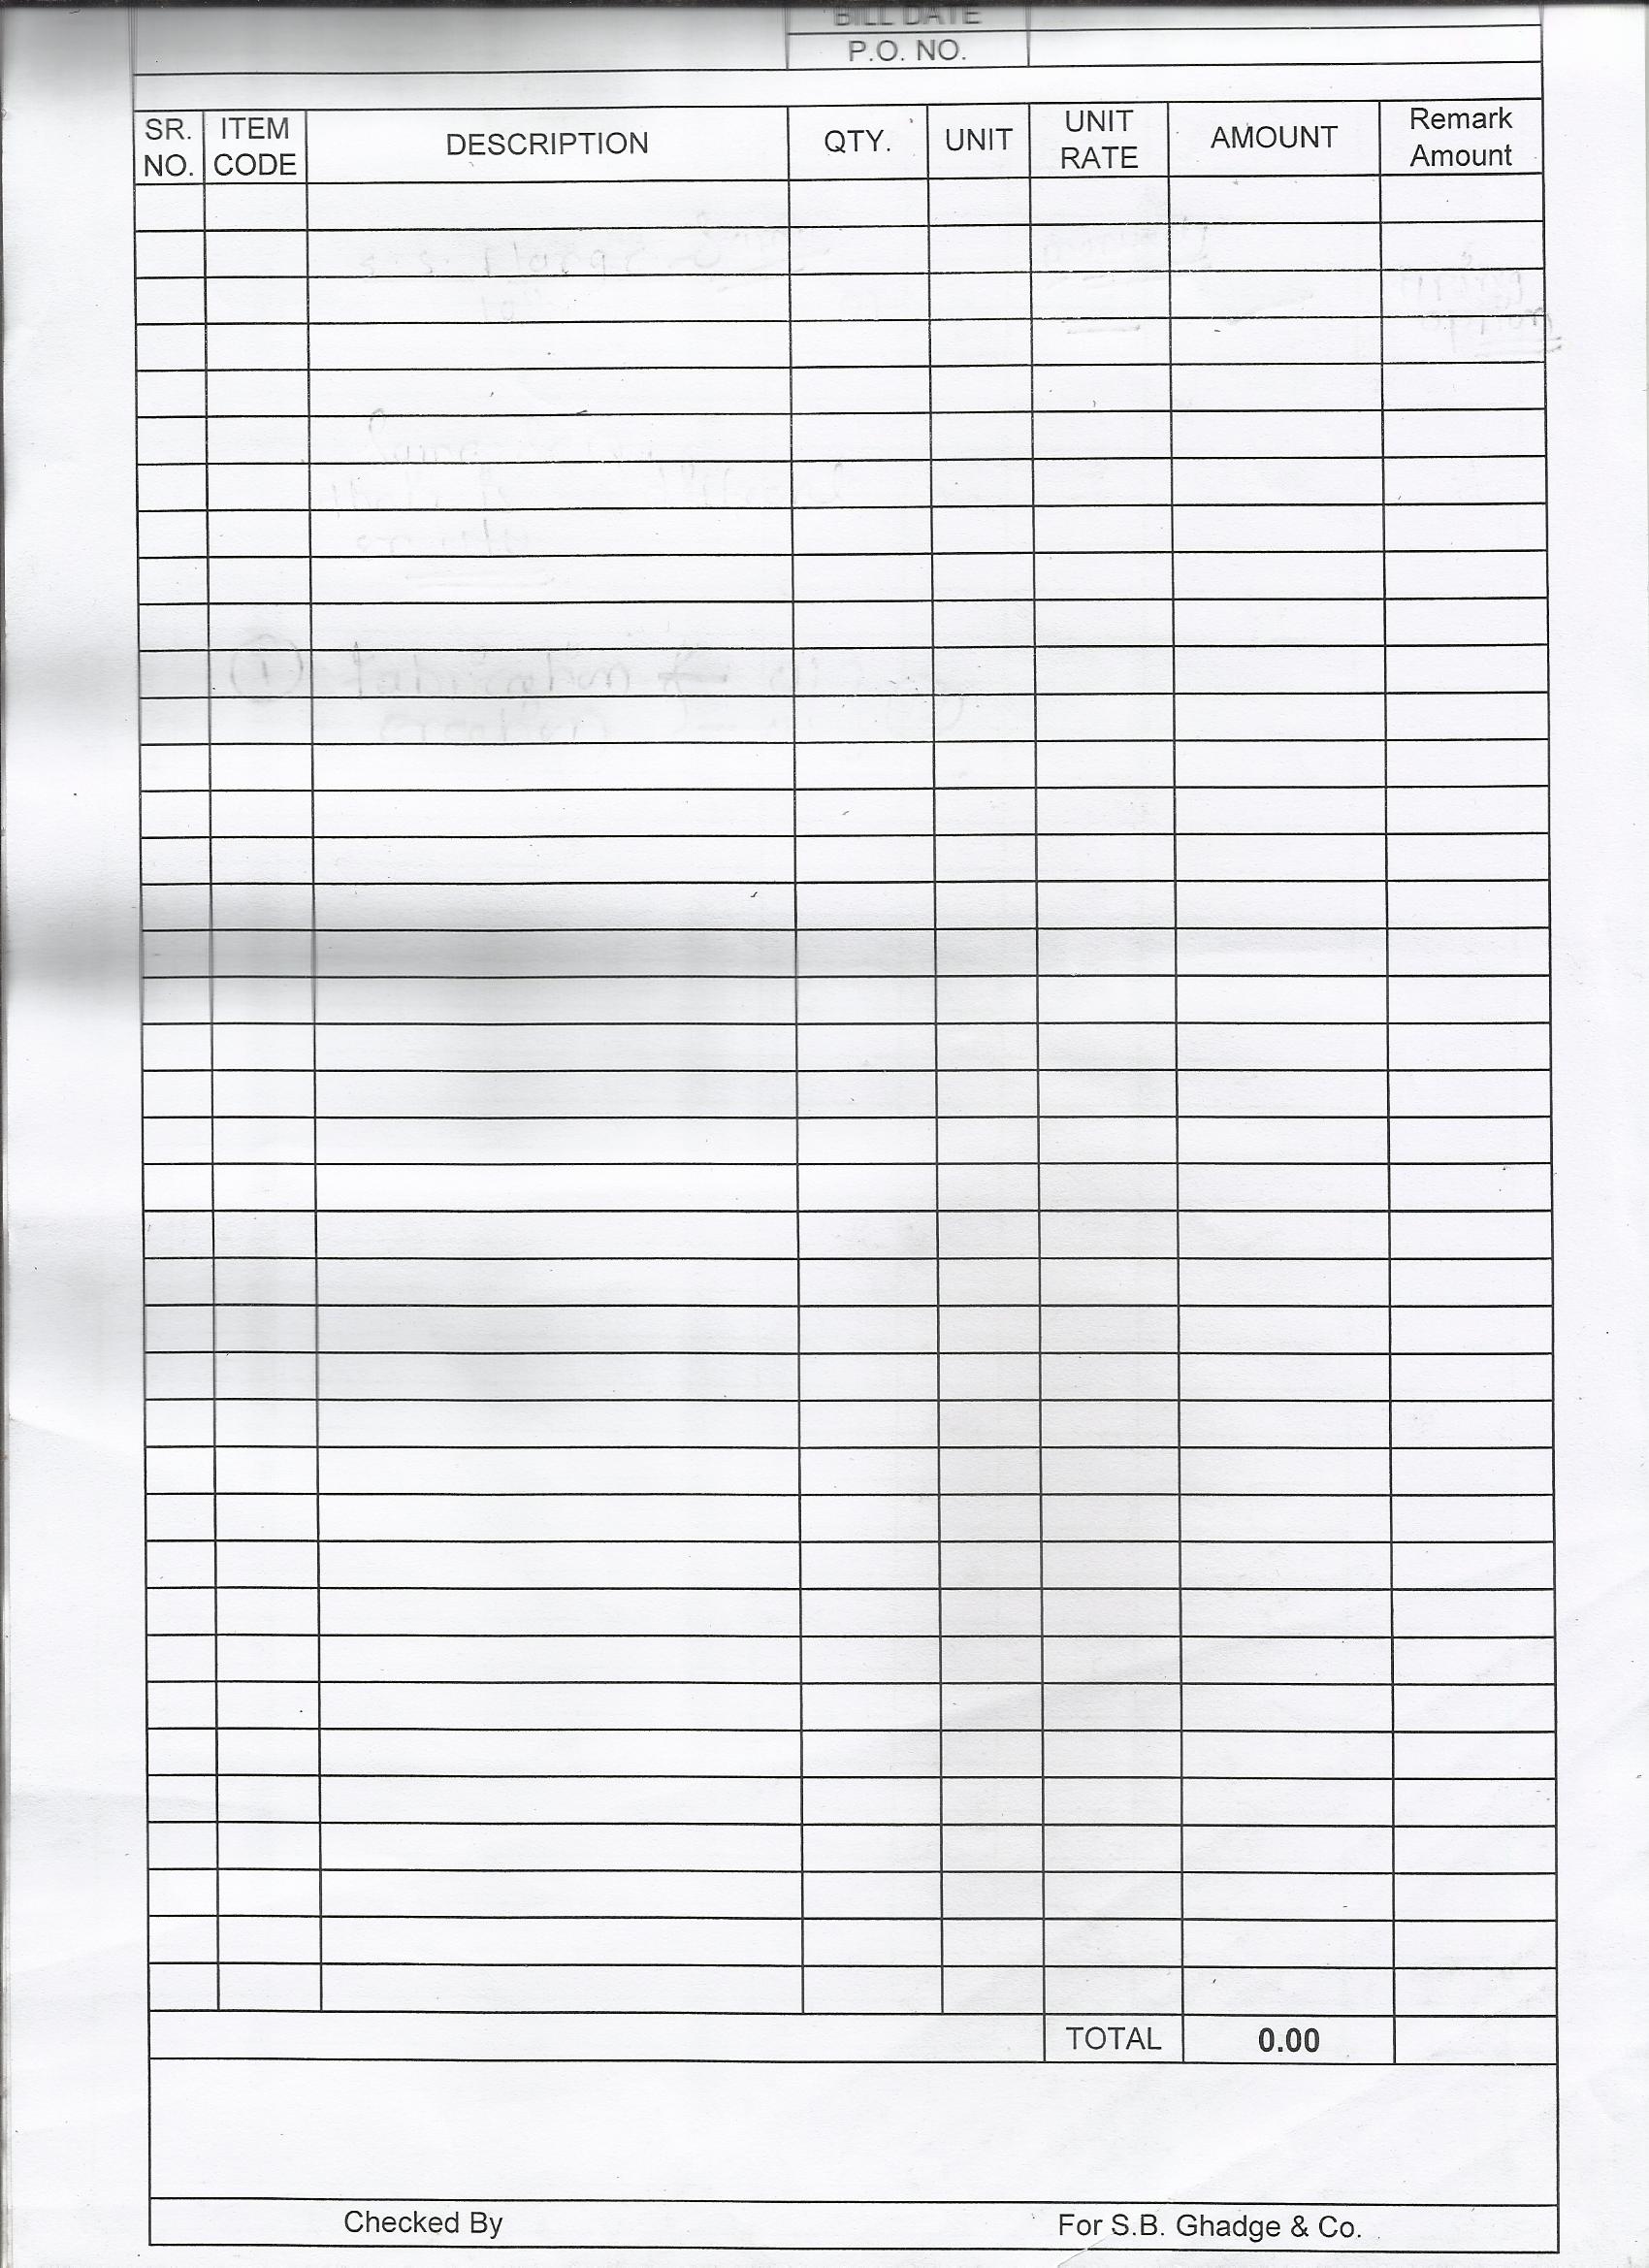 BILL DATE
P.O. NO.
SR. NO. ITEM CODE DESCRIPTION QTY. UNIT UNIT RATE AMOUNT Remark Amount
TOTAL 0.00
Checked By For S.B. Ghadge & Co.